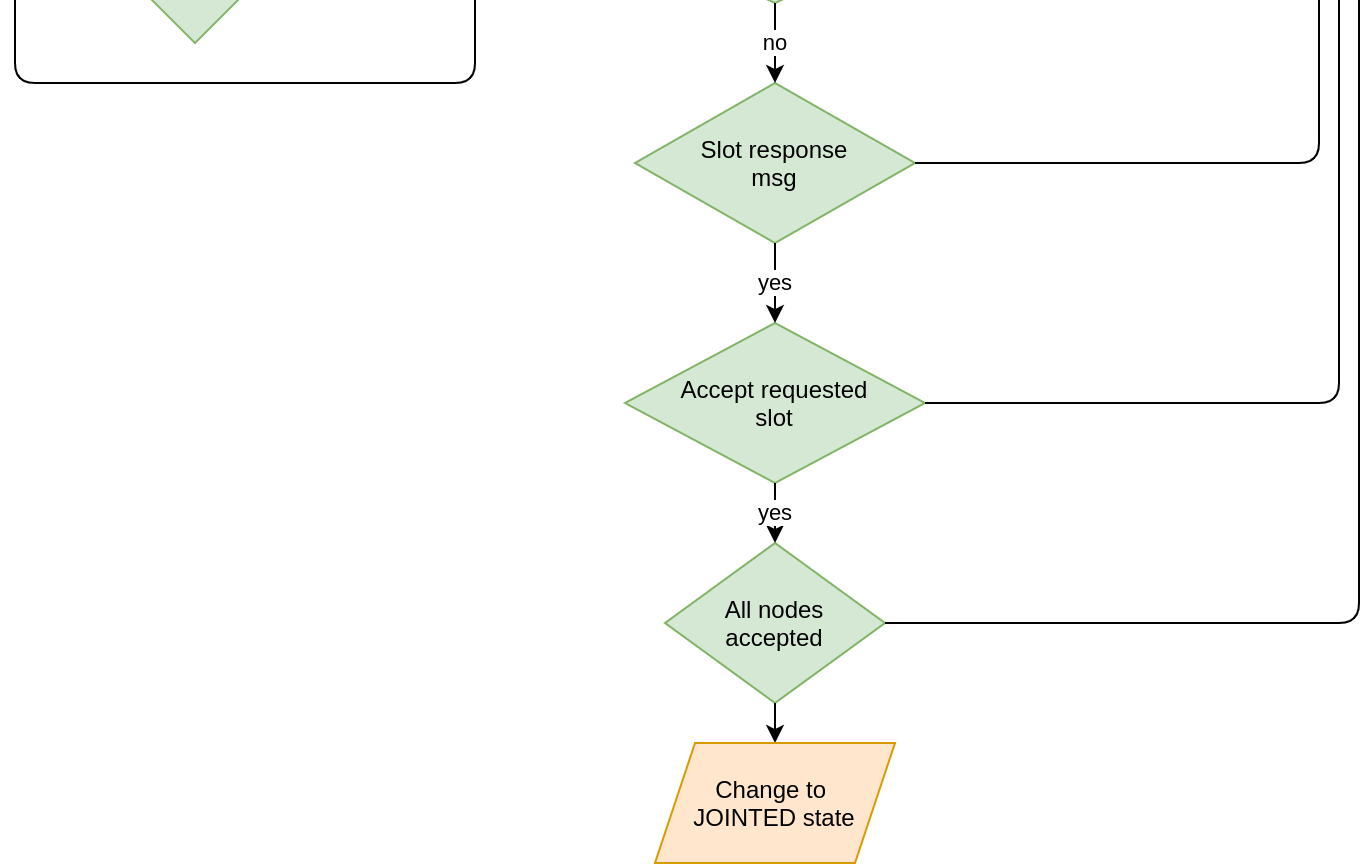 no
Slot response
msg
yes
Accept requested
slot
yes
All nodes
accepted
Change to
JOINTED state